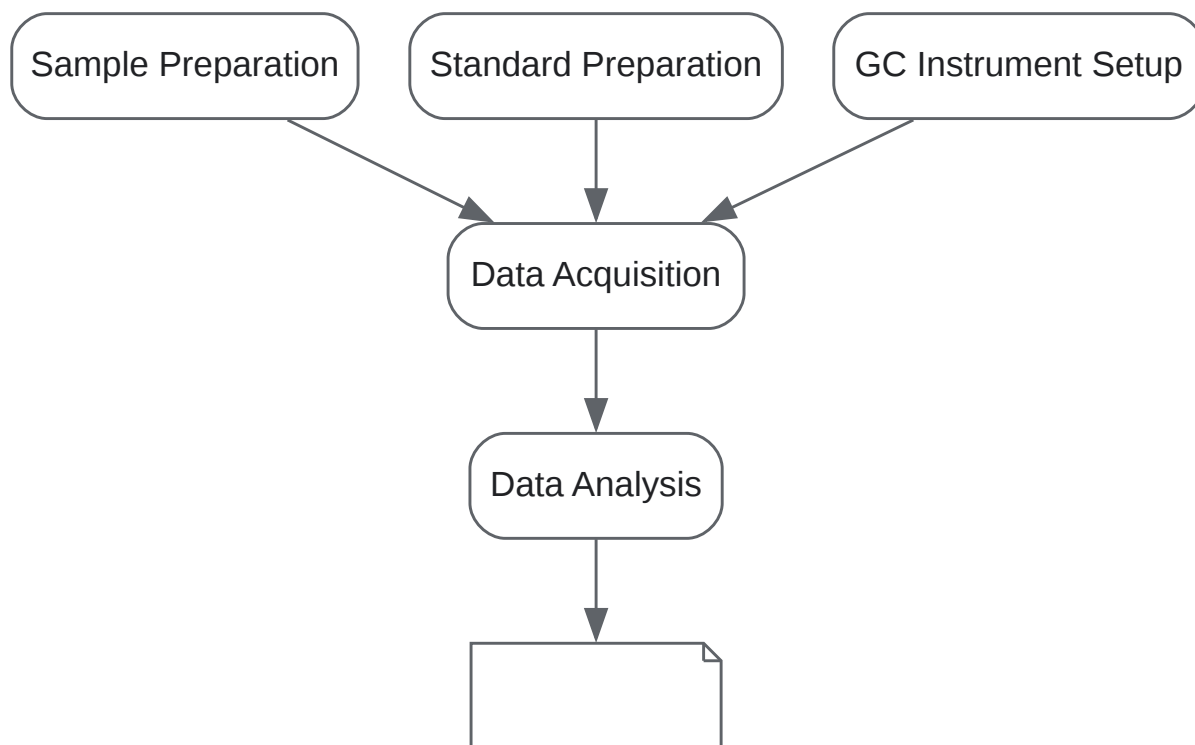 Sample Preparation
Standard Preparation
GC Instrument Setup
Data Acquisition
Data Analysis